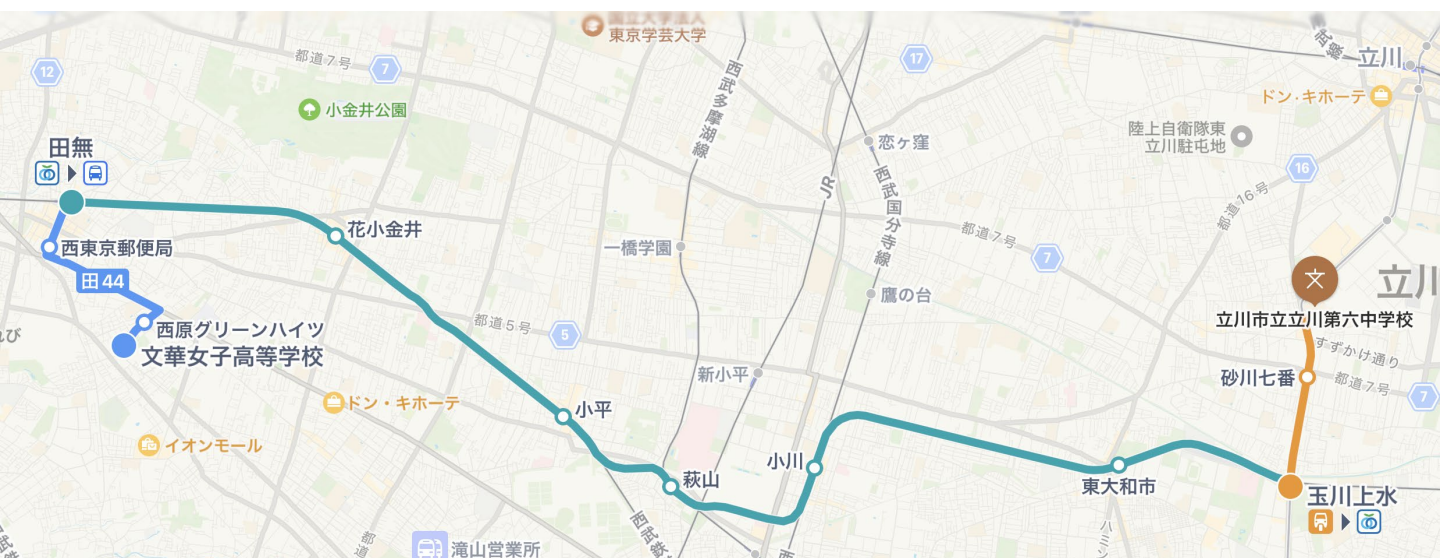 東京学芸大学
都道7号
7
12
17
立川
ドン・キホーテ
小金井公園
西武多摩湖線
陸上自衛隊東
立川駐屯地
恋ヶ窪
16
田無
JR
西武国分寺線
都道16号
花小金井
西東京郵便局
一橋学園
都道7号
7
田44
鷹の台
立川
立川市立立川第六中学校
西原グリーンハイツ
都道5号
5
文華女子高等学校
すずかけ通り
新小平
砂川七番
都道7号
7
ドン・キホーテ
小平
イオンモール
小川
萩山
東大和市
玉川上水
滝山営業所